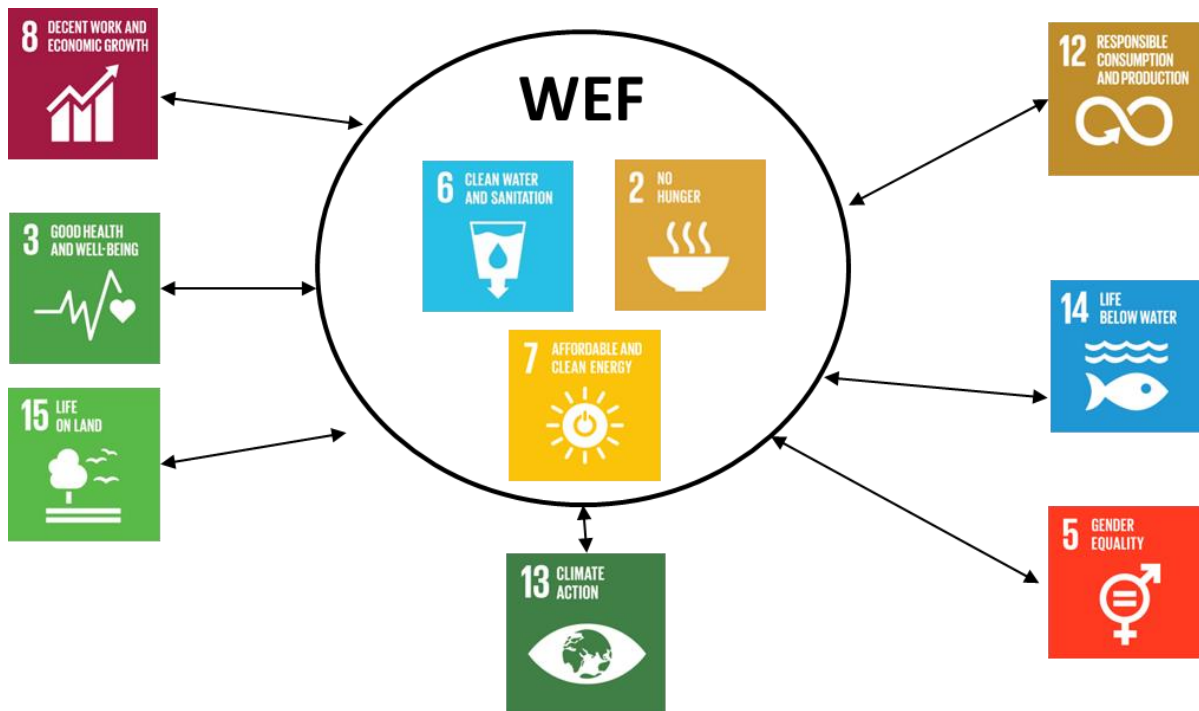 8 DECENT WORK AND
ECONOMIC GROWTH
WEF
12 RESPONSIBLE
CONSUMPTION
AND PRODUCTION
6 CLEAN WATER
AND SANITATION
2 NO
HUNGER
3 GOOD HEALTH
AND WELL-BEING
14 LIFE
BELOW WATER
7 AFFORDABLE AND
CLEAN ENERGY
15 LIFE
ON LAND
5 GENDER
EQUALITY
13 CLIMATE
ACTION